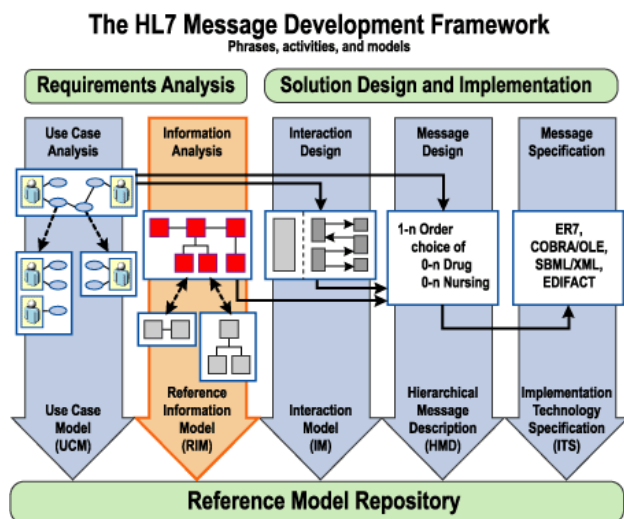 The HL7 Message Development Framework
Phrases, activities, and models
Requirements Analysis
Solution Design and Implementation
Use Case
Analysis
Information
Analysis
Interaction
Design
Message
Design
Message
Specification
1-n Order
choice of
0-n Drug
0-n Nursing
ER7,
COBRA/OLE,
SBML/XML,
EDIFACT
Use Case
Model
(UCM)
Reference
Information
Model
(RIM)
Interaction
Model
(IM)
Hierarchical
Message
Description
(HMD)
Implementation
Technology
Specification
(ITS)
Reference Model Repository